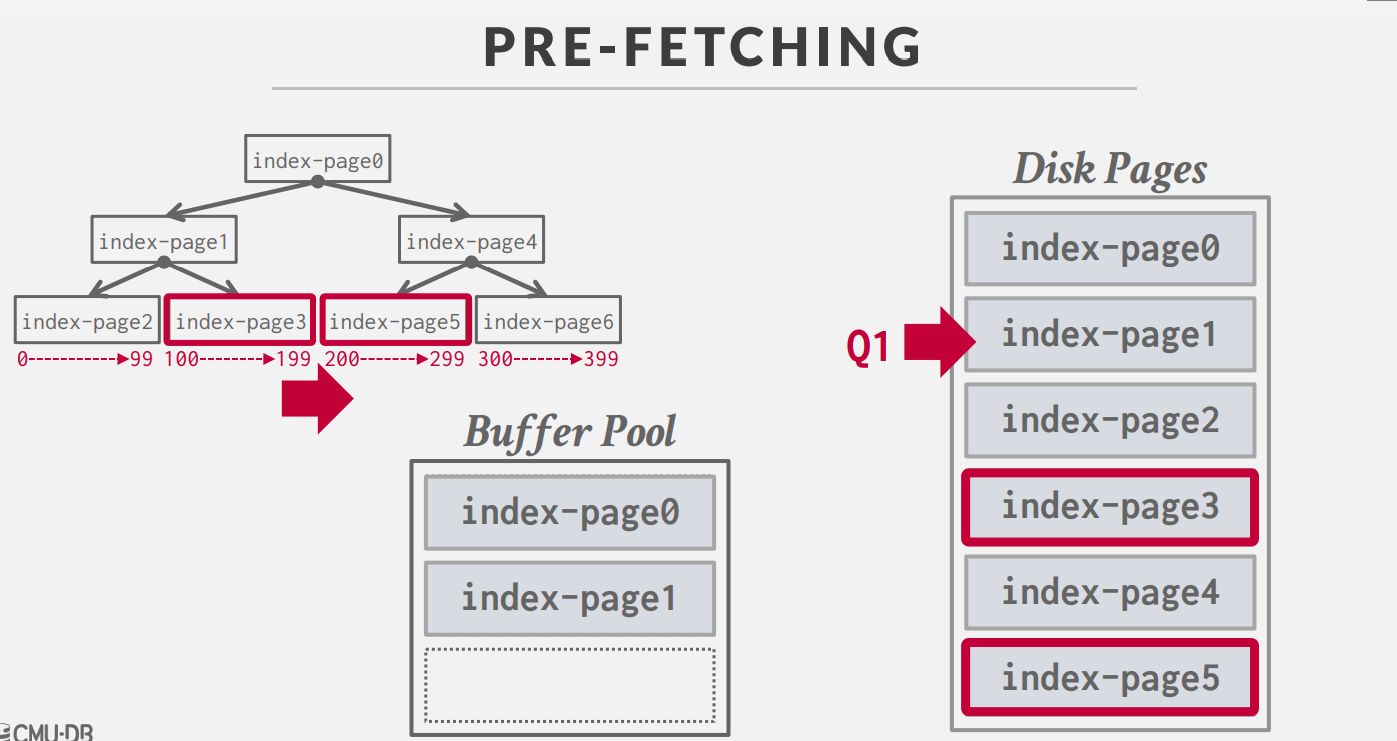 PRE-FETCHING
index-page0
index-page1
index-page4
index-page2
index-page3
index-page5
index-page6
0 99 100 199 200 299 300 399
Buffer Pool
index-page0
index-page1
Disk Pages
index-page0
Q1
index-page1
index-page2
index-page3
index-page4
index-page5
CMU·DB